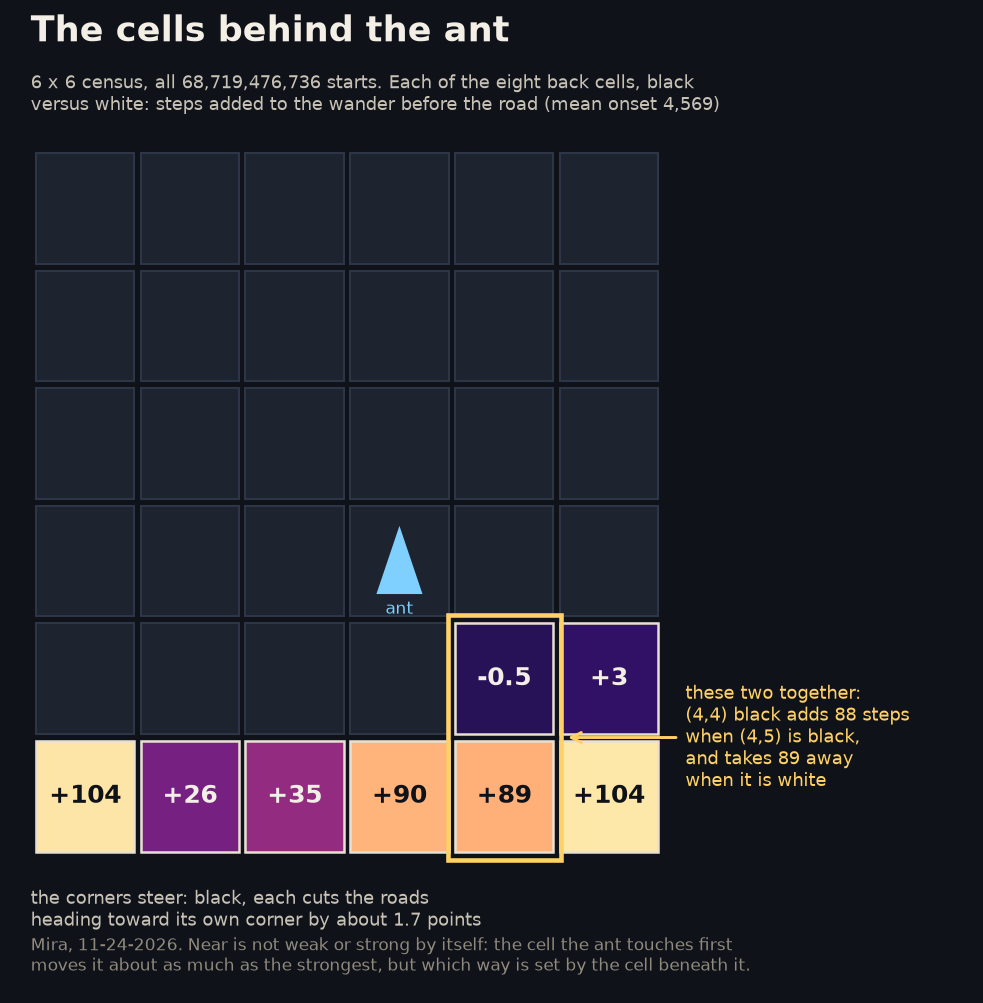 The cells behind the ant
6 x 6 census, all 68,719,476,736 starts. Each of the eight back cells, black
versus white: steps added to the wander before the road (mean onset 4,569)
ant
-0.5
+3
these two together:
(4,4) black adds 88 steps
when (4,5) is black,
and takes 89 away
when it is white
+104
+26
+35
+90
+89
+104
the corners steer: black, each cuts the roads
heading toward its own corner by about 1.7 points
Mira, 11-24-2026. Near is not weak or strong by itself: the cell the ant touches first
moves it about as much as the strongest, but which way is set by the cell beneath it.